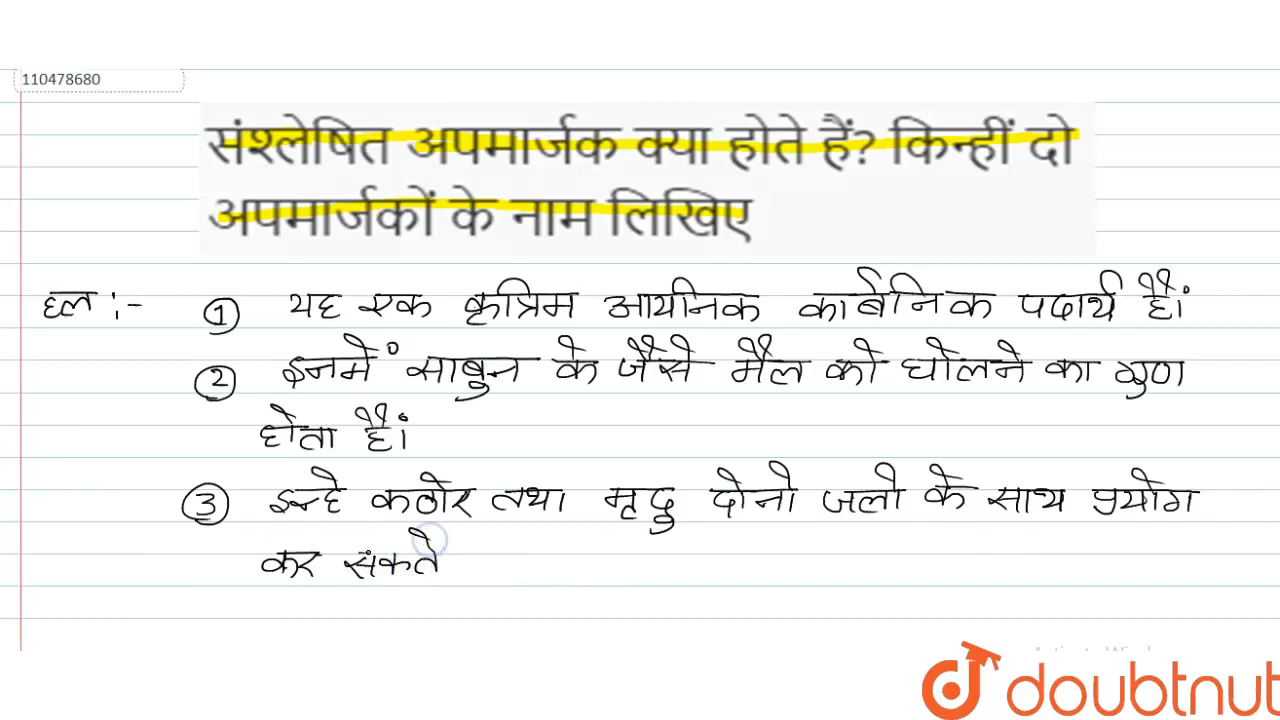 110478680
संश्लेषित अपमार्जक क्या होते हैं? किन्हीं दो
अपमार्जकों के नाम लिखिए
हल :- ① यह एक कृत्रिम आयनिक कार्बनिक पदार्थ हैं।
② इनमें साबुन के जैसे मैल को घोलने का गुण
होता हैं।
③ इन्हे कठोर तथा मृदु दोनो जलो के साथ प्रयोग
कर संकते
doubtnut